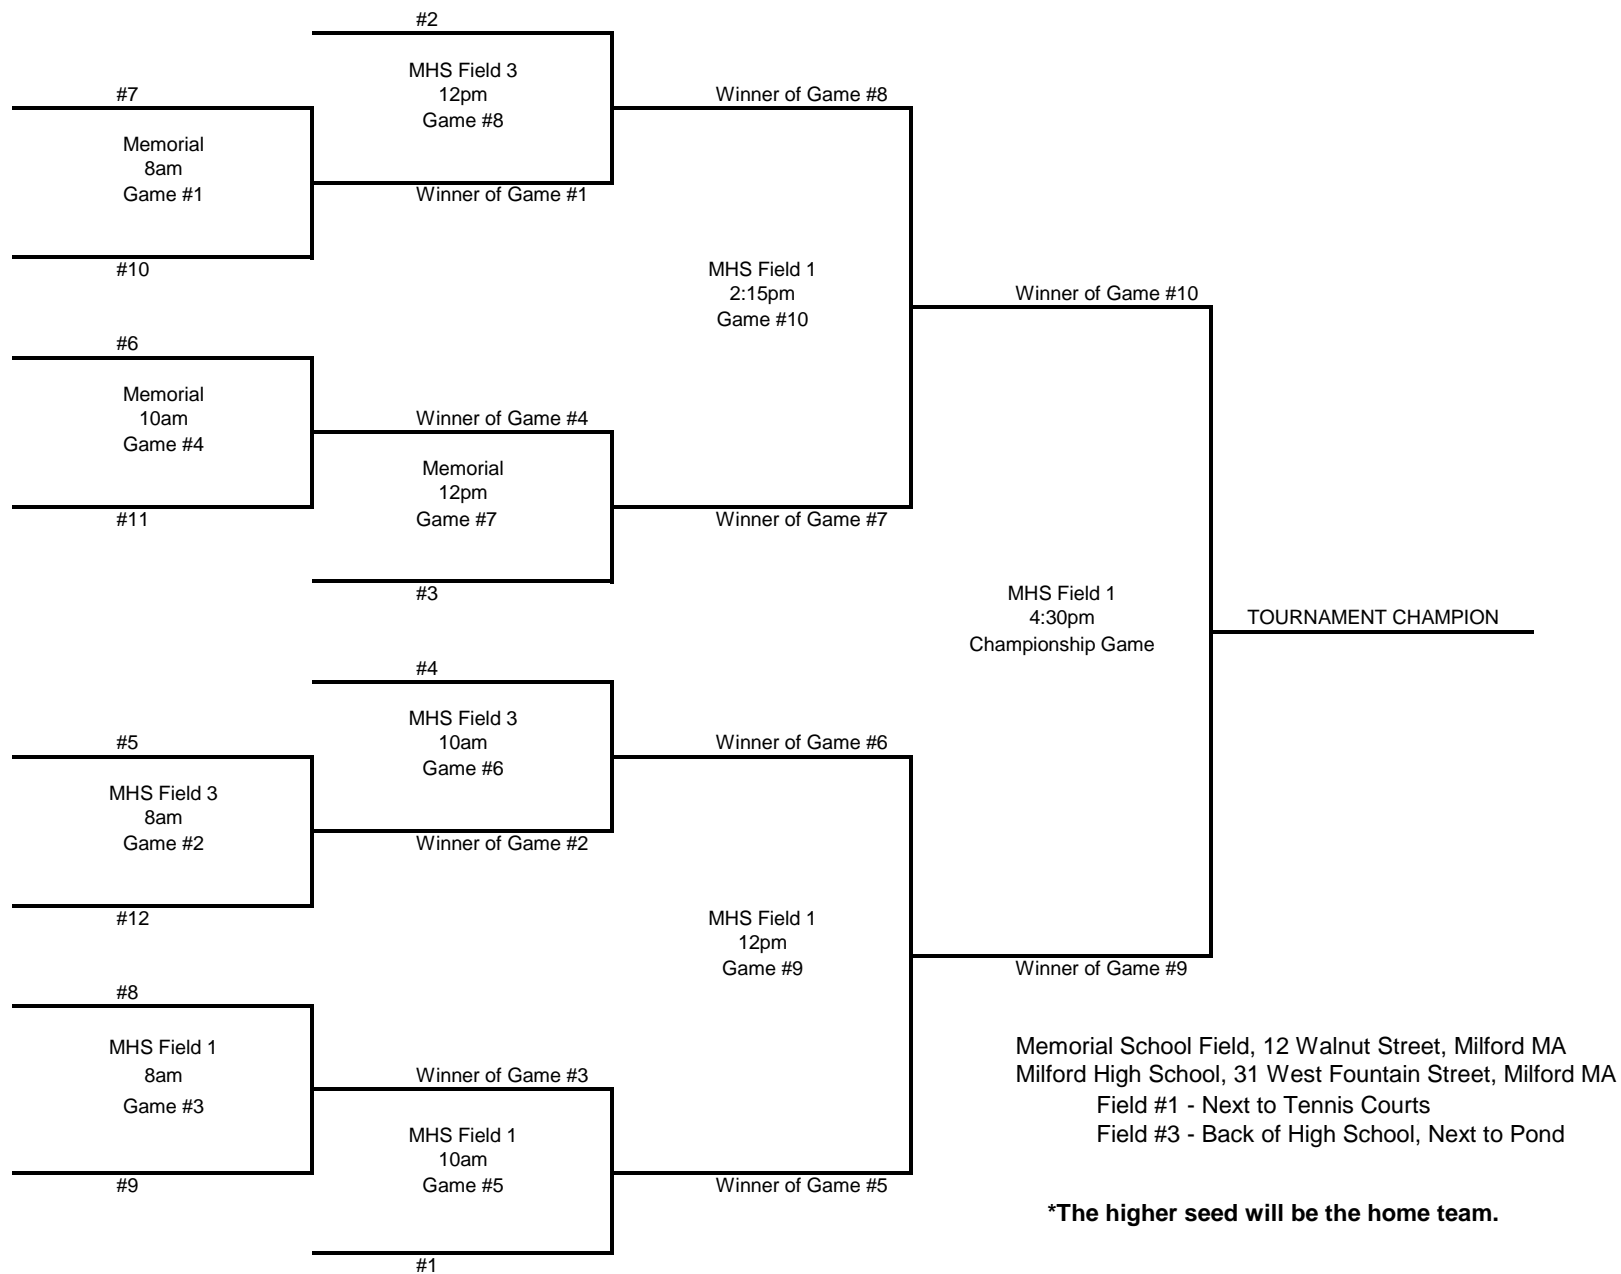 #2
MHS Field 3
12pm
Game #8
#7
Winner of Game #8
Memorial
8am
Game #1
Winner of Game #1
#10
MHS Field 1
2:15pm
Game #10
Winner of Game #10
#6
Memorial
10am
Game #4
Winner of Game #4
Memorial
12pm
Game #7
#11
Winner of Game #7
#3
MHS Field 1
4:30pm
Championship Game
TOURNAMENT CHAMPION
#4
MHS Field 3
10am
Game #6
#5
Winner of Game #6
MHS Field 3
8am
Game #2
Winner of Game #2
#12
MHS Field 1
12pm
Game #9
Winner of Game #9
#8
MHS Field 1
8am
Game #3
Winner of Game #3
MHS Field 1
10am
Game #5
#9
Winner of Game #5
#1
Memorial School Field, 12 Walnut Street, Milford MA
Milford High School, 31 West Fountain Street, Milford MA
Field #1 - Next to Tennis Courts
Field #3 - Back of High School, Next to Pond
*The higher seed will be the home team.